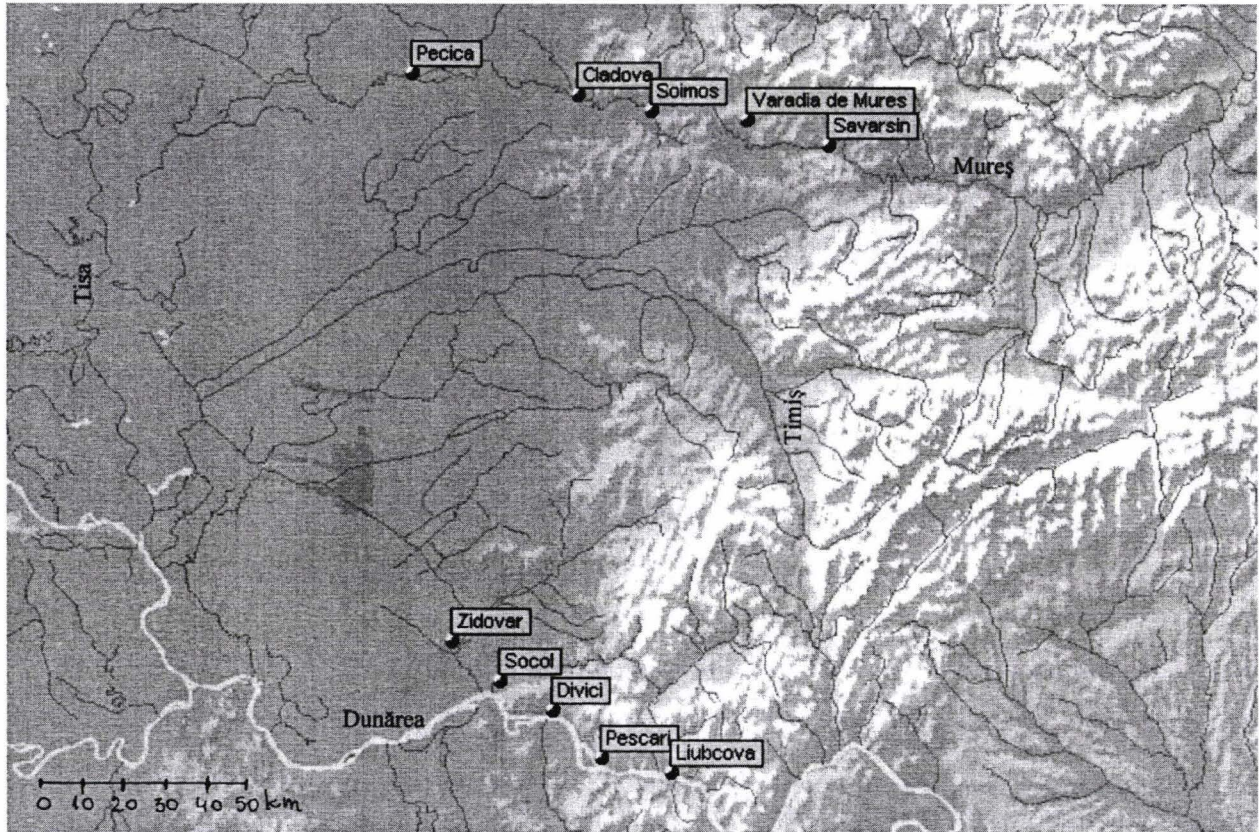 Pecica
Cladova
Soimos
Varadia de Mures
Savarsin
Mureş
Tisa
Timiş
Zidovar
Socol
Divici
Dunărea
Pescari
Liubcova
0 10 20 30 40 50 km